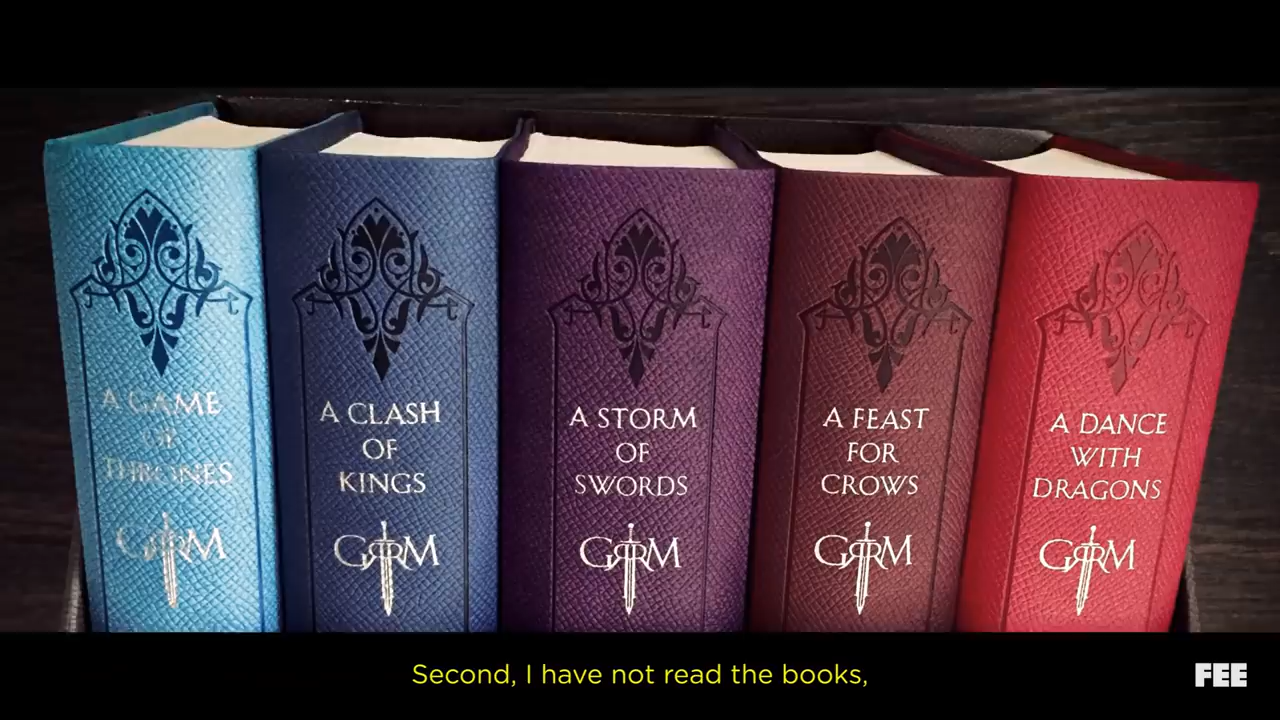 A GAME
OF
THRONES
GRRM
A CLASH
OF
KINGS
GRRM
A STORM
OF
SWORDS
GRRM
A FEAST
FOR
CROWS
GRRM
A DANCE
WITH
DRAGONS
GRRM
Second, I have not read the books,
FEE